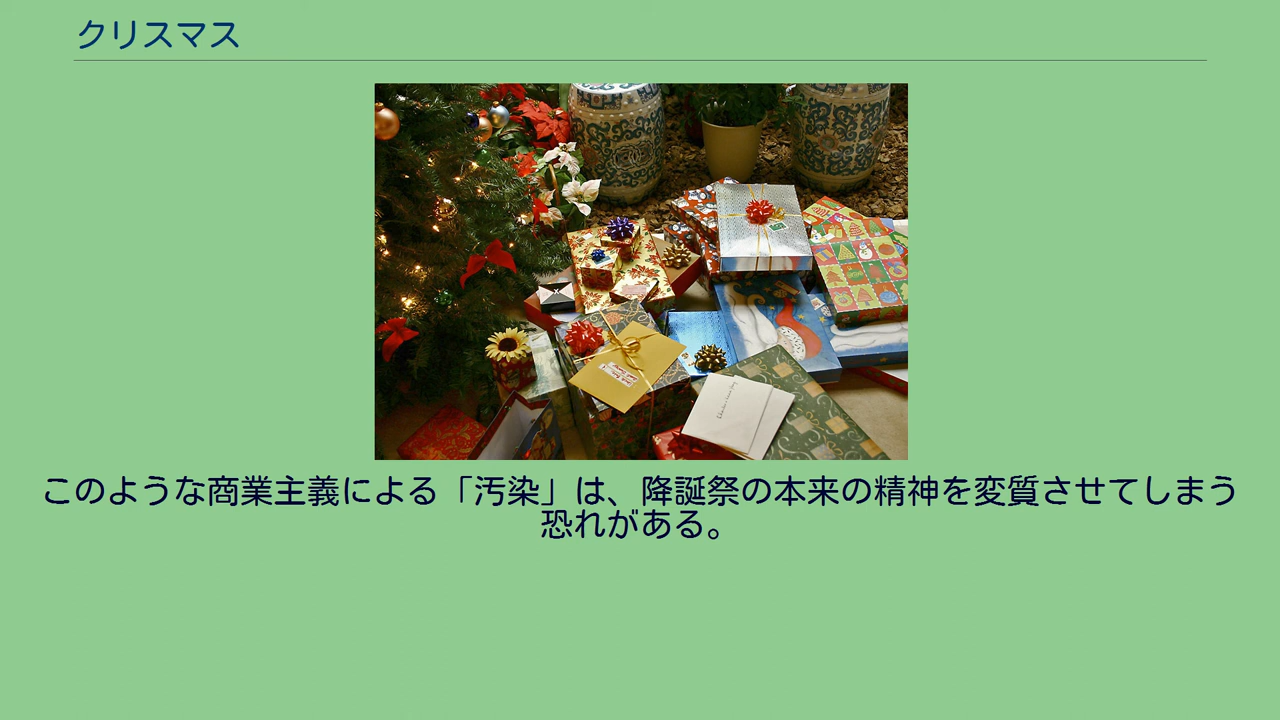 クリスマス
このような商業主義による「汚染」は、降誕祭の本来の精神を変質させてしまう
恐れがある。